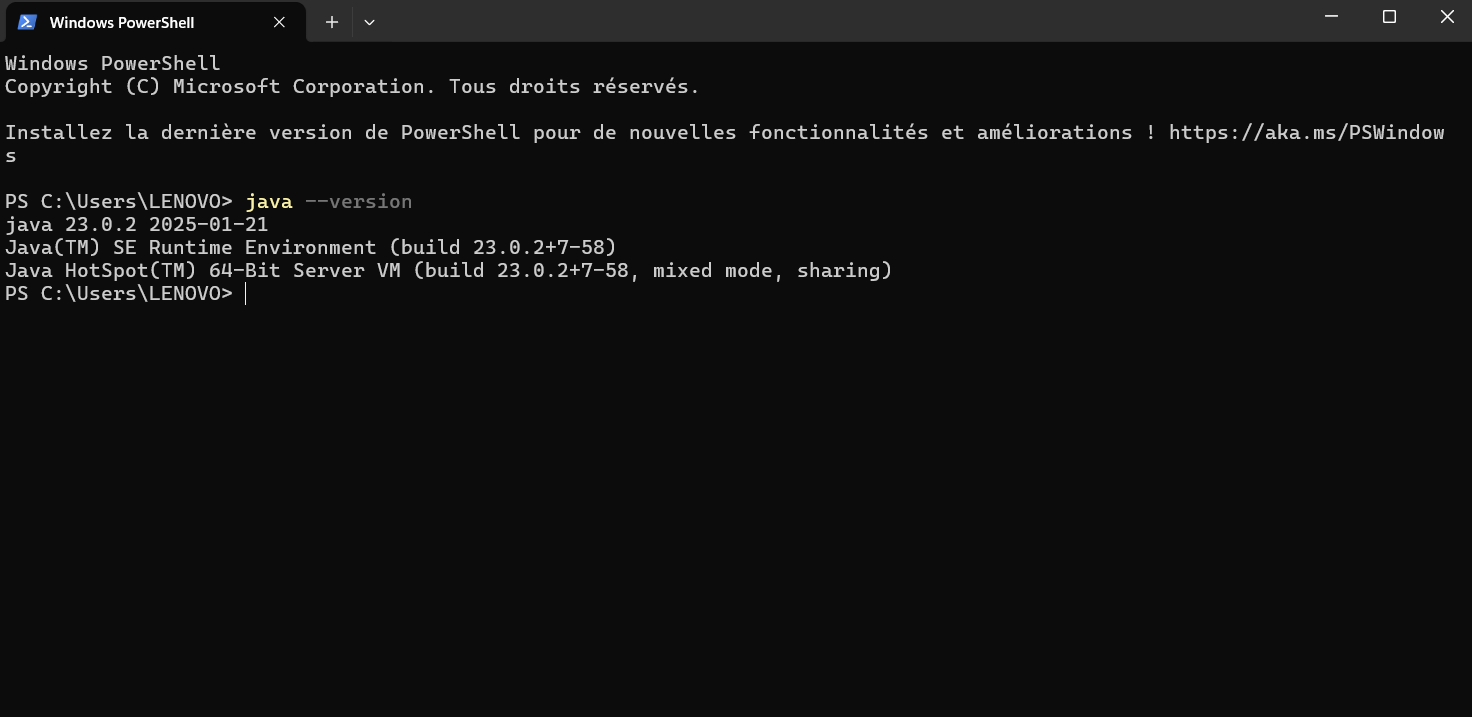 Windows PowerShell
Windows PowerShell
Copyright (C) Microsoft Corporation. Tous droits réservés.
Installez la dernière version de PowerShell pour de nouvelles fonctionnalités et améliorations ! https://aka.ms/PSWindow
s
PS C:\Users\LENOVO> java --version
java 23.0.2 2025-01-21
Java(TM) SE Runtime Environment (build 23.0.2+7-58)
Java HotSpot(TM) 64-Bit Server VM (build 23.0.2+7-58, mixed mode, sharing)
PS C:\Users\LENOVO>